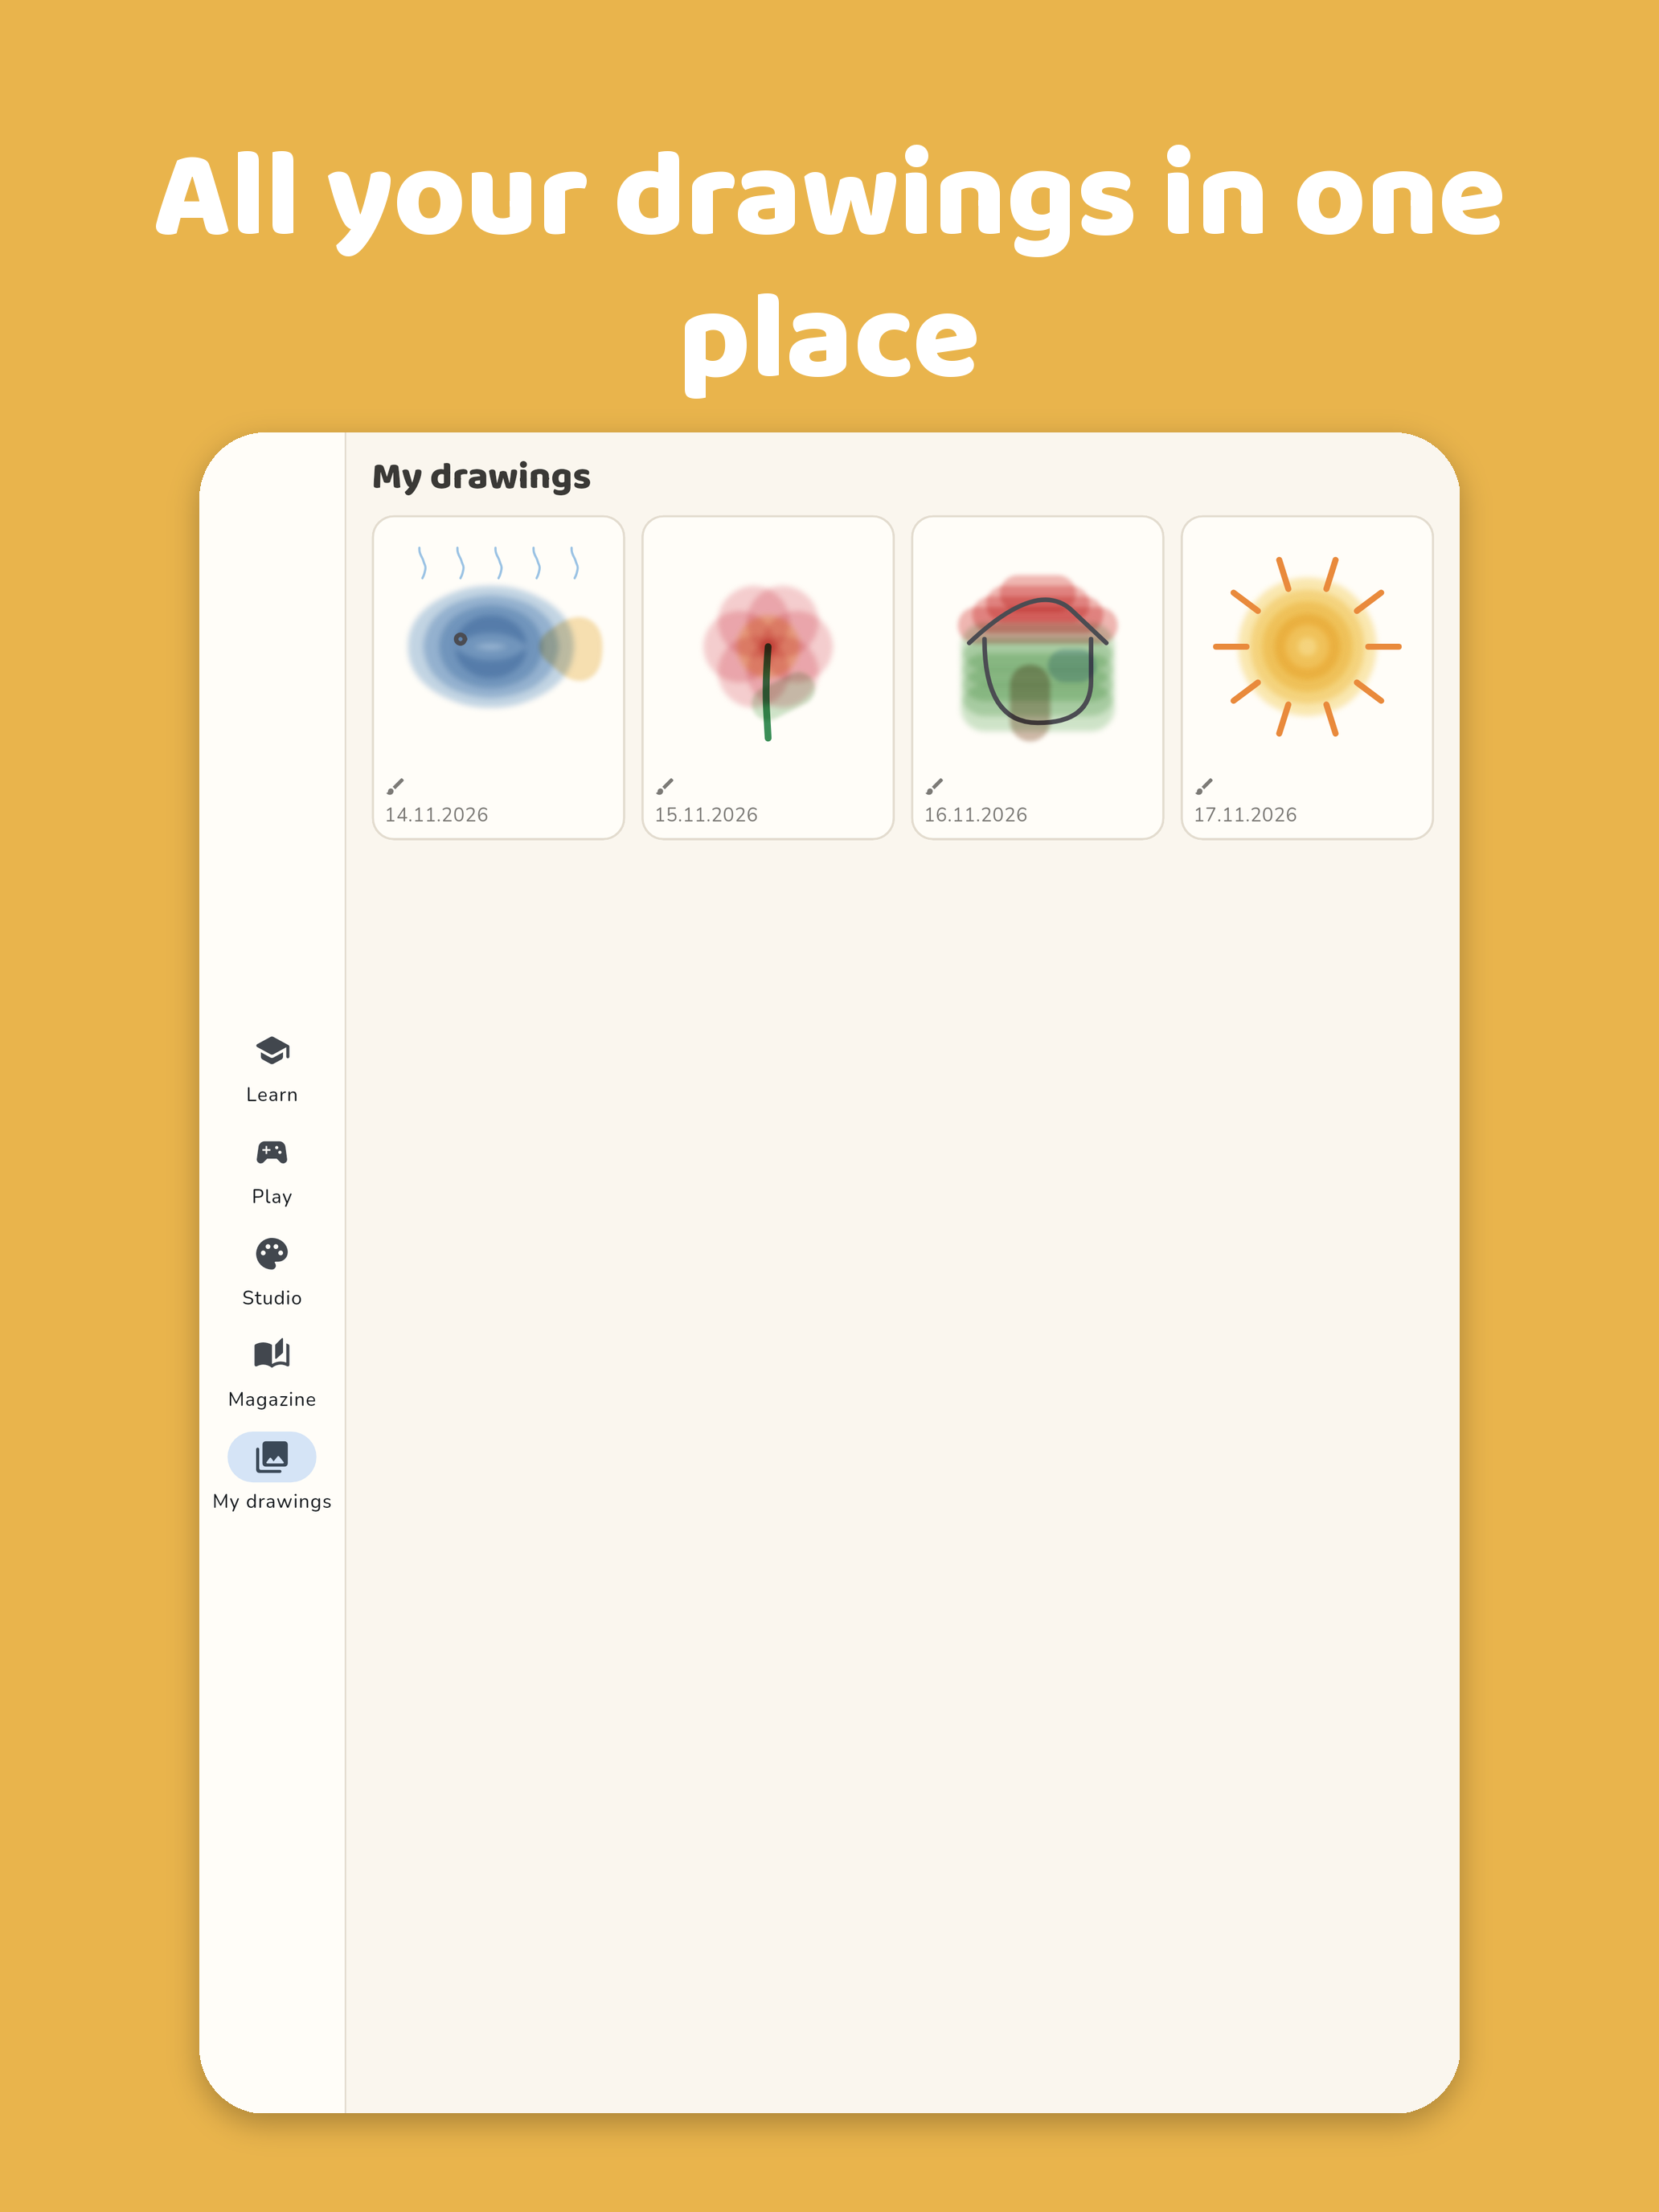 All your drawings in one
place
My drawings
14.11.2026
15.11.2026
16.11.2026
17.11.2026
Learn
Play
Studio
Magazine
My drawings